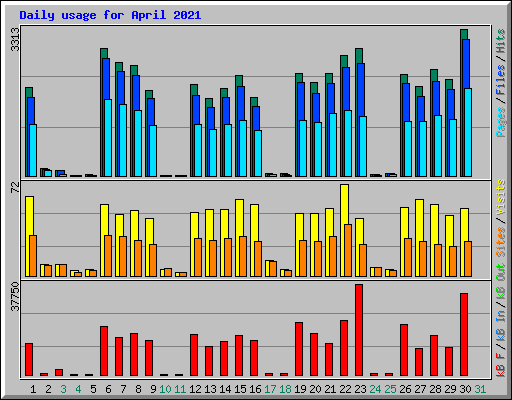 Daily usage for April 2021
3313
Pages / Files / Hits
72
Sites / Visits
37750
kB F / kB In / kB Out
1 2 3 4 5 6 7 8 9 10 11 12 13 14 15 16 17 18 19 20 21 22 23 24 25 26 27 28 29 30 31